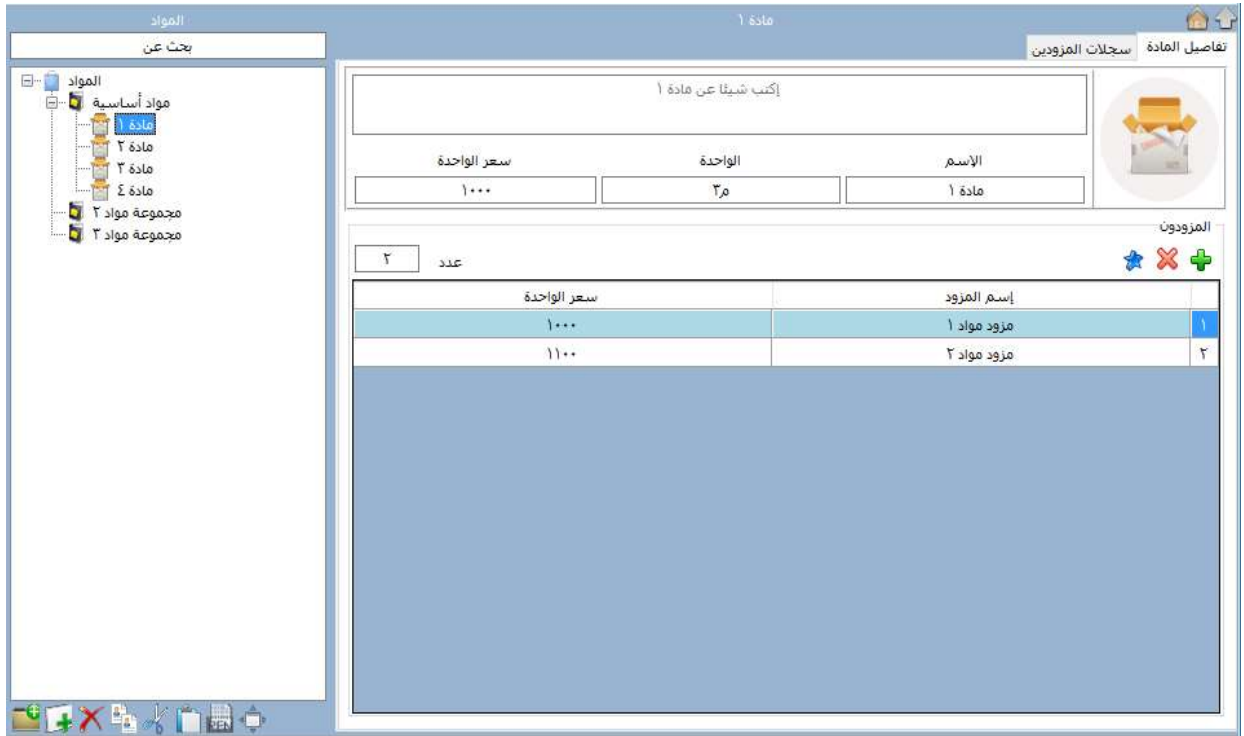 المواد
مادة ١
بحث عن
تفاصيل المادة
سجلات المزودين
المواد
مواد أساسية
مادة ١
مادة ٢
مادة ٣
مادة ٤
مجموعة مواد ٢
مجموعة مواد ٣
إكتب شيئا عن مادة ١
الإسم الواحدة سعر الواحدة
مادة ١ م٣ ١٠٠٠
المزودون
عدد ٢
إسم المزود سعر الواحدة
١ مزود مواد ١ ١٠٠٠
٢ مزود مواد ٢ ١١٠٠
REN